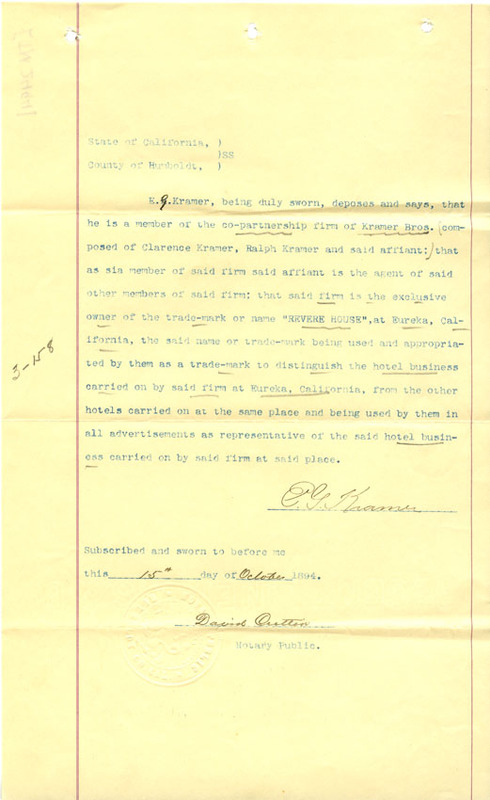 State of California, )
)SS
County of Humboldt, )
E. G. Kramer, being duly sworn, deposes and says, that
he is a member of the co-partnership firm of Kramer Bros. (com-
posed of Clarence Kramer, Ralph Kramer and said affiant:) that
as sia member of said firm said affiant is the agent of said
other members of said firm: that said firm is the exclusive
owner of the trade-mark or name "REVERE HOUSE", at Eureka, Cal-
ifornia, the said name or trade-mark being used and appropria-
ted by them as a trade-mark to distinguish the hotel business
carried on by said firm at Eureka, California, from the other
hotels carried on at the same place and being used by them in
all advertisements as representative of the said hotel busin-
ess carried on by said firm at said place.
3-158
E. G. Kramer
Subscribed and sworn to before me
this 15th day of October 1894.
David Cutten
Notary Public.